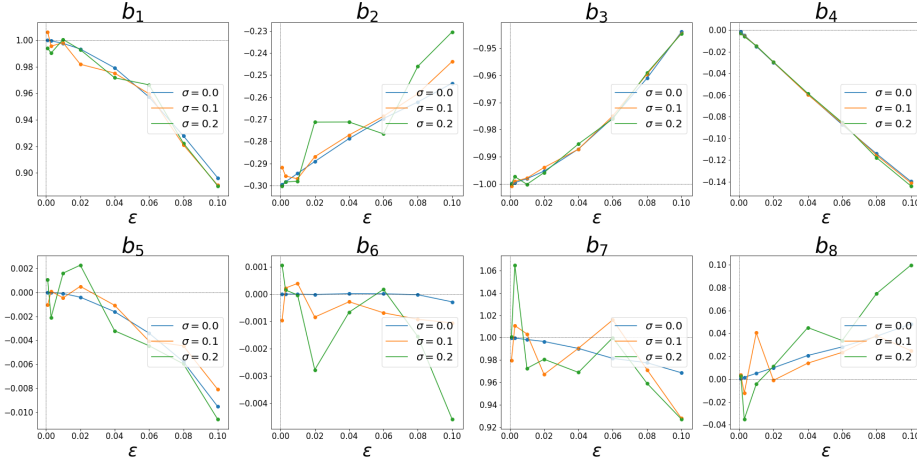 b1
1.00
0.98
0.96
0.94
0.92
0.90
σ = 0.0
σ = 0.1
σ = 0.2
0.00 0.02 0.04 0.06 0.08 0.10
ε
b2
−0.23
−0.24
−0.25
−0.26
−0.27
−0.28
−0.29
−0.30
σ = 0.0
σ = 0.1
σ = 0.2
0.00 0.02 0.04 0.06 0.08 0.10
ε
b3
−0.95
−0.96
−0.97
−0.98
−0.99
−1.00
σ = 0.0
σ = 0.1
σ = 0.2
0.00 0.02 0.04 0.06 0.08 0.10
ε
b4
0.00
−0.02
−0.04
−0.06
−0.08
−0.10
−0.12
−0.14
σ = 0.0
σ = 0.1
σ = 0.2
0.00 0.02 0.04 0.06 0.08 0.10
ε
b5
0.002
0.000
−0.002
−0.004
−0.006
−0.008
−0.010
σ = 0.0
σ = 0.1
σ = 0.2
0.00 0.02 0.04 0.06 0.08 0.10
ε
b6
0.001
0.000
−0.001
−0.002
−0.003
−0.004
−0.005
σ = 0.0
σ = 0.1
σ = 0.2
0.00 0.02 0.04 0.06 0.08 0.10
ε
b7
1.06
1.04
1.02
1.00
0.98
0.96
0.94
0.92
σ = 0.0
σ = 0.1
σ = 0.2
0.00 0.02 0.04 0.06 0.08 0.10
ε
b8
0.10
0.08
0.06
0.04
0.02
0.00
−0.02
−0.04
σ = 0.0
σ = 0.1
σ = 0.2
0.00 0.02 0.04 0.06 0.08 0.10
ε